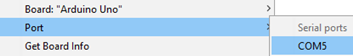 Board: "Arduino Uno"
Port
Serial ports
Get Board Info
COM5